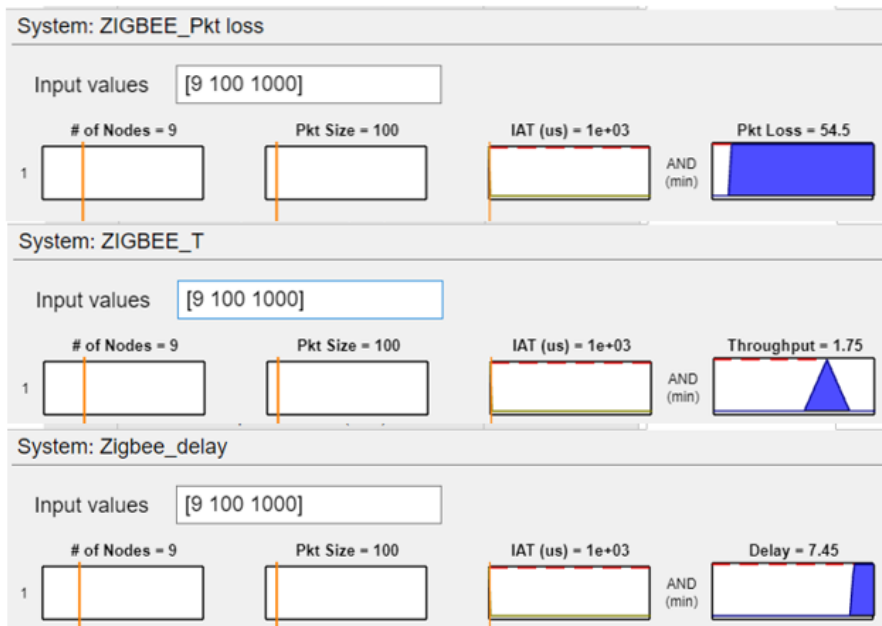 System: ZIGBEE_Pkt loss
Input values [9 100 1000]
# of Nodes = 9 Pkt Size = 100 IAT (us) = 1e+03 Pkt Loss = 54.5
1 AND
(min)
System: ZIGBEE_T
Input values [9 100 1000]
# of Nodes = 9 Pkt Size = 100 IAT (us) = 1e+03 Throughput = 1.75
1 AND
(min)
System: Zigbee_delay
Input values [9 100 1000]
# of Nodes = 9 Pkt Size = 100 IAT (us) = 1e+03 Delay = 7.45
1 AND
(min)